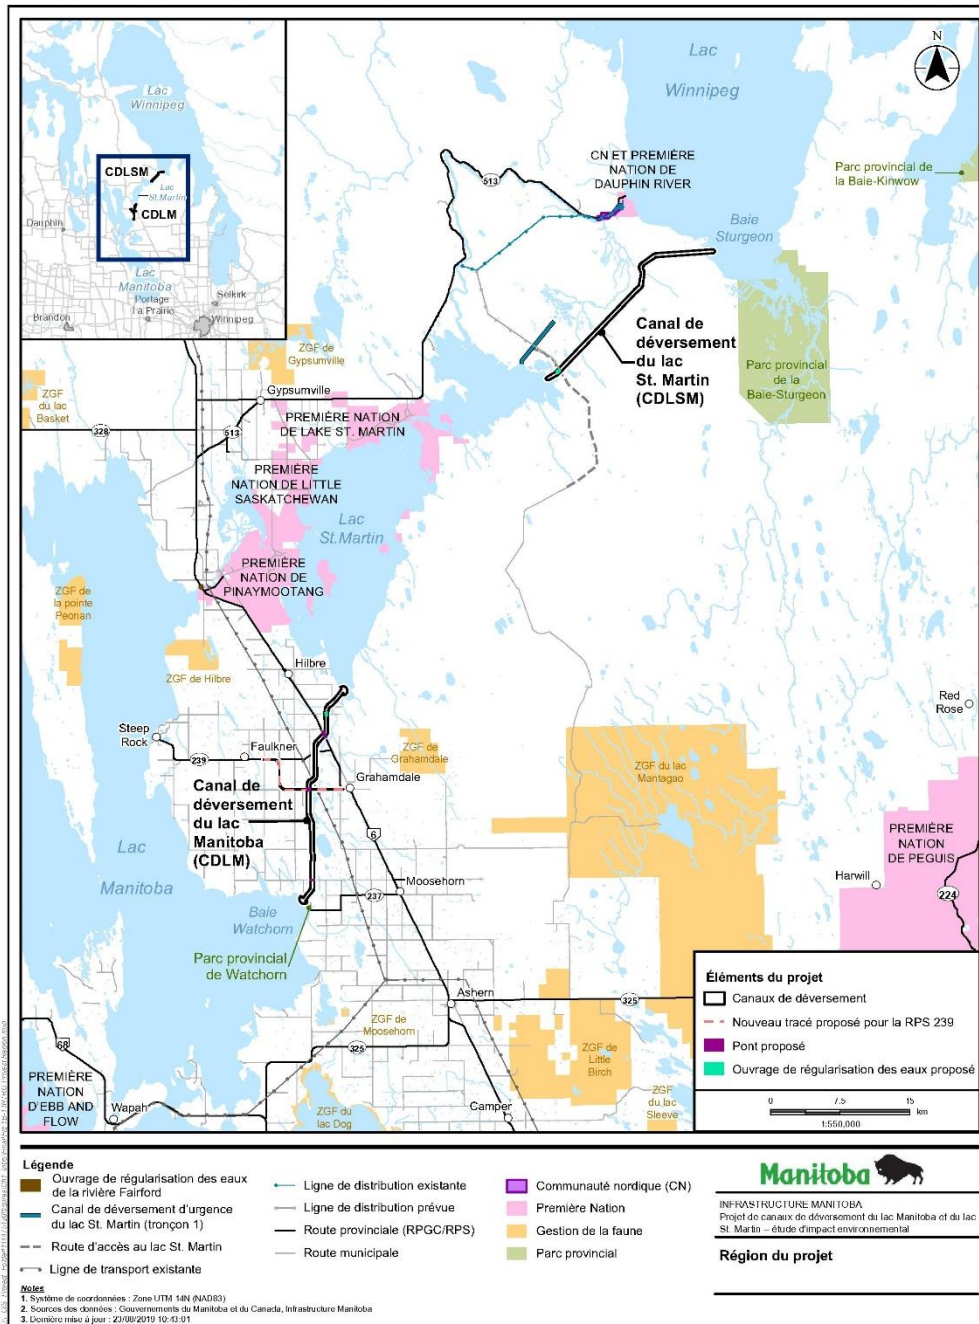 Lac
Winnipeg
N
Lac
Winnipeg
CDLSM
Lac
St.Martin
CDLM
Dauphin
Lac
Manitoba
Portage
La Prairie
Selkirk
Brandon
Winnipeg
CN ET PREMIÈRE
NATION DE
DAUPHIN RIVER
513
Parc provincial de
la Baie-Kinwow
Baie
Sturgeon
Canal de
déversement
du lac
St. Martin
(CDLSM)
Parc provincial
de la
Baie-Sturgeon
ZGF de
Gypsumville
ZGF
du lac
Basket
Gypsumville
328
513
PREMIÈRE NATION
DE LAKE ST. MARTIN
PREMIÈRE
NATION DE LITTLE
SASKATCHEWAN
Lac
St.Martin
PREMIÈRE
NATION DE
PINAYMOOTANG
ZGF de
la pointe
Peonan
ZGF de Hilbre
Hilbre
Steep
Rock
239
Faulkner
ZGF de
Grahamdale
Grahamdale
Canal de
déversement
du lac
Manitoba
(CDLM)
6
ZGF du lac
Mantagao
Red
Rose
Lac
Manitoba
Moosehorn
237
Baie
Watchorn
Parc provincial
de Watchorn
PREMIÈRE
NATION
DE PEGUIS
Harwill
224
Ashern
325
ZGF de
Moosehorn
325
68
PREMIÈRE
NATION
D'EBB AND
FLOW
Wapah
ZGF du
lac Dog
Camper
ZGF de
Little
Birch
ZGF
du lac
Sleeve
Éléments du projet
Canaux de déversement
Nouveau tracé proposé pour la RPS 239
Pont proposé
Ouvrage de régularisation des eaux proposé
0 7.5 15
km
1:550,000
Légende
Ouvrage de régularisation des eaux
de la rivière Fairford
Canal de déversement d'urgence
du lac St. Martin (tronçon 1)
Route d'accès au lac St. Martin
Ligne de transport existante
Ligne de distribution existante
Ligne de distribution prévue
Route provinciale (RPGC/RPS)
Route municipale
Communauté nordique (CN)
Première Nation
Gestion de la faune
Parc provincial
Manitoba
INFRASTRUCTURE MANITOBA
Projet de canaux de déversement du lac Manitoba et du lac
St. Martin – étude d'impact environnemental
Région du projet
Notes
1. Système de coordonnées : Zone UTM 14N (NAD83)
2. Sources des données : Gouvernements du Manitoba et du Canada, Infrastructure Manitoba
3. Dernière mise à jour : 23/08/2019 10:43:01